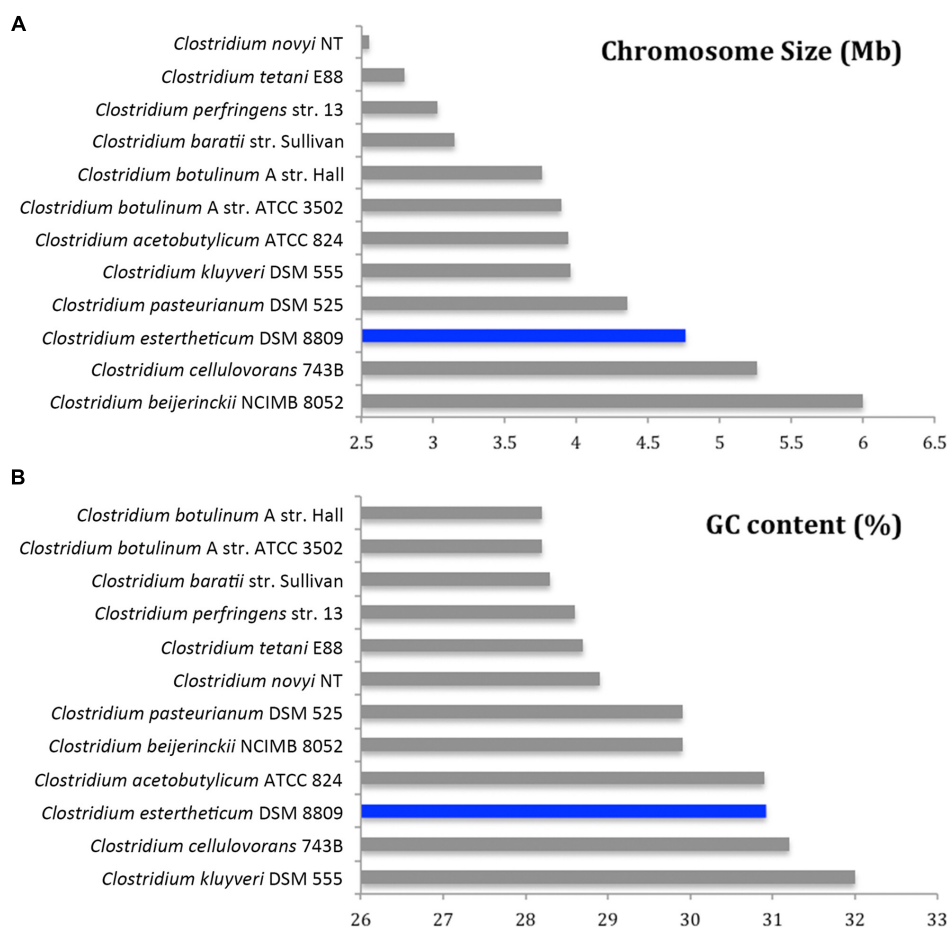 A
Chromosome Size (Mb)
Clostridium novyi NT
Clostridium tetani E88
Clostridium perfringens str. 13
Clostridium baratii str. Sullivan
Clostridium botulinum A str. Hall
Clostridium botulinum A str. ATCC 3502
Clostridium acetobutylicum ATCC 824
Clostridium kluyveri DSM 555
Clostridium pasteurianum DSM 525
Clostridium estertheticum DSM 8809
Clostridium cellulovorans 743B
Clostridium beijerinckii NCIMB 8052
2.5 3 3.5 4 4.5 5 5.5 6 6.5
B
GC content (%)
Clostridium botulinum A str. Hall
Clostridium botulinum A str. ATCC 3502
Clostridium baratii str. Sullivan
Clostridium perfringens str. 13
Clostridium tetani E88
Clostridium novyi NT
Clostridium pasteurianum DSM 525
Clostridium beijerinckii NCIMB 8052
Clostridium acetobutylicum ATCC 824
Clostridium estertheticum DSM 8809
Clostridium cellulovorans 743B
Clostridium kluyveri DSM 555
26 27 28 29 30 31 32 33